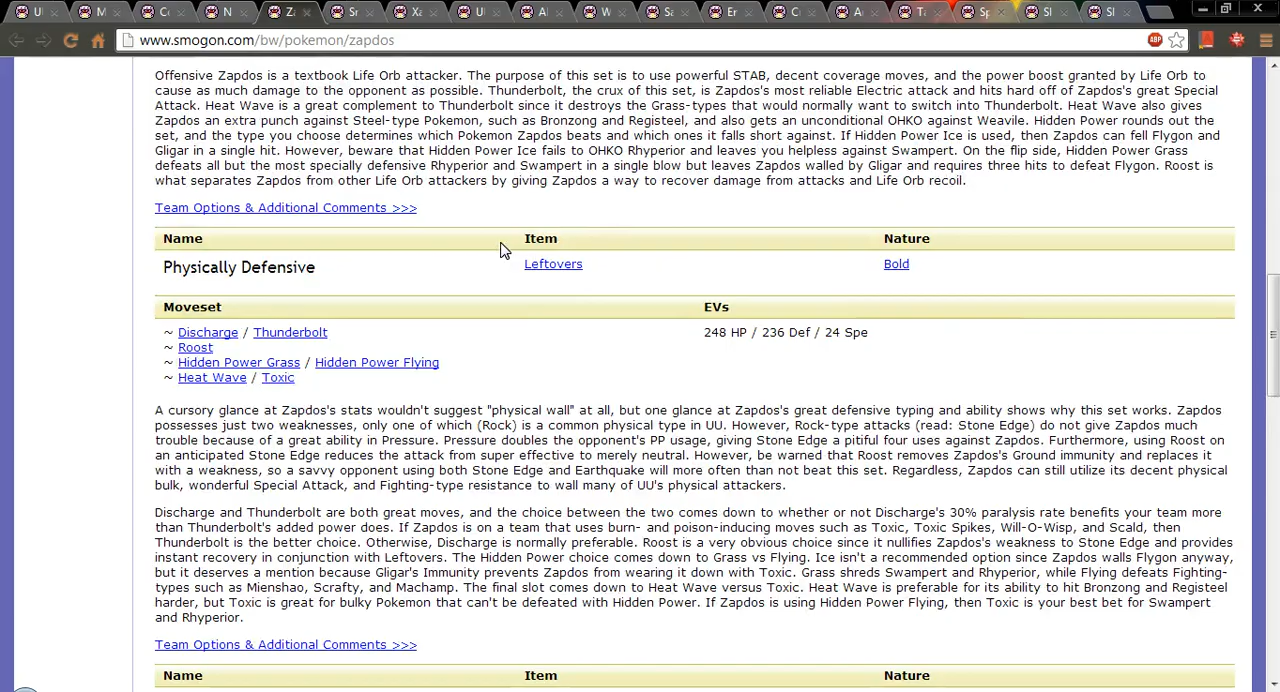 UI
M
C
N
Z
Sr
Xa
UI
Al
W
Sa
Er
C
A
T
Sp
Sl
Sl
www.smogon.com/bw/pokemon/zapdos
ABP
Offensive Zapdos is a textbook Life Orb attacker. The purpose of this set is to use powerful STAB, decent coverage moves, and the power boost granted by Life Orb to
cause as much damage to the opponent as possible. Thunderbolt, the crux of this set, is Zapdos's most reliable Electric attack and hits hard off of Zapdos's great Special
Attack. Heat Wave is a great complement to Thunderbolt since it destroys the Grass-types that would normally want to switch into Thunderbolt. Heat Wave also gives
Zapdos an extra punch against Steel-type Pokemon, such as Bronzong and Registeel, and also gets an unconditional OHKO against Weavile. Hidden Power rounds out the
set, and the type you choose determines which Pokemon Zapdos beats and which ones it falls short against. If Hidden Power Ice is used, then Zapdos can fell Flygon and
Gligar in a single hit. However, beware that Hidden Power Ice fails to OHKO Rhyperior and leaves you helpless against Swampert. On the flip side, Hidden Power Grass
defeats all but the most specially defensive Rhyperior and Swampert in a single blow but leaves Zapdos walled by Gligar and requires three hits to defeat Flygon. Roost is
what separates Zapdos from other Life Orb attackers by giving Zapdos a way to recover damage from attacks and Life Orb recoil.
Team Options & Additional Comments >>>
Name Item Nature
Physically Defensive Leftovers Bold
Moveset EVs
~ Discharge / Thunderbolt 248 HP / 236 Def / 24 Spe
~ Roost
~ Hidden Power Grass / Hidden Power Flying
~ Heat Wave / Toxic
A cursory glance at Zapdos's stats wouldn't suggest "physical wall" at all, but one glance at Zapdos's great defensive typing and ability shows why this set works. Zapdos
possesses just two weaknesses, only one of which (Rock) is a common physical type in UU. However, Rock-type attacks (read: Stone Edge) do not give Zapdos much
trouble because of a great ability in Pressure. Pressure doubles the opponent's PP usage, giving Stone Edge a pitiful four uses against Zapdos. Furthermore, using Roost on
an anticipated Stone Edge reduces the attack from super effective to merely neutral. However, be warned that Roost removes Zapdos's Ground immunity and replaces it
with a weakness, so a savvy opponent using both Stone Edge and Earthquake will more often than not beat this set. Regardless, Zapdos can still utilize its decent physical
bulk, wonderful Special Attack, and Fighting-type resistance to wall many of UU's physical attackers.
Discharge and Thunderbolt are both great moves, and the choice between the two comes down to whether or not Discharge's 30% paralysis rate benefits your team more
than Thunderbolt's added power does. If Zapdos is on a team that uses burn- and poison-inducing moves such as Toxic, Toxic Spikes, Will-O-Wisp, and Scald, then
Thunderbolt is the better choice. Otherwise, Discharge is normally preferable. Roost is a very obvious choice since it nullifies Zapdos's weakness to Stone Edge and provides
instant recovery in conjunction with Leftovers. The Hidden Power choice comes down to Grass vs Flying. Ice isn't a recommended option since Zapdos walls Flygon anyway,
but it deserves a mention because Gligar's Immunity prevents Zapdos from wearing it down with Toxic. Grass shreds Swampert and Rhyperior, while Flying defeats Fighting-
types such as Mienshao, Scrafty, and Machamp. The final slot comes down to Heat Wave versus Toxic. Heat Wave is preferable for its ability to hit Bronzong and Registeel
harder, but Toxic is great for bulky Pokemon that can't be defeated with Hidden Power. If Zapdos is using Hidden Power Flying, then Toxic is your best bet for Swampert
and Rhyperior.
Team Options & Additional Comments >>>
Name Item Nature